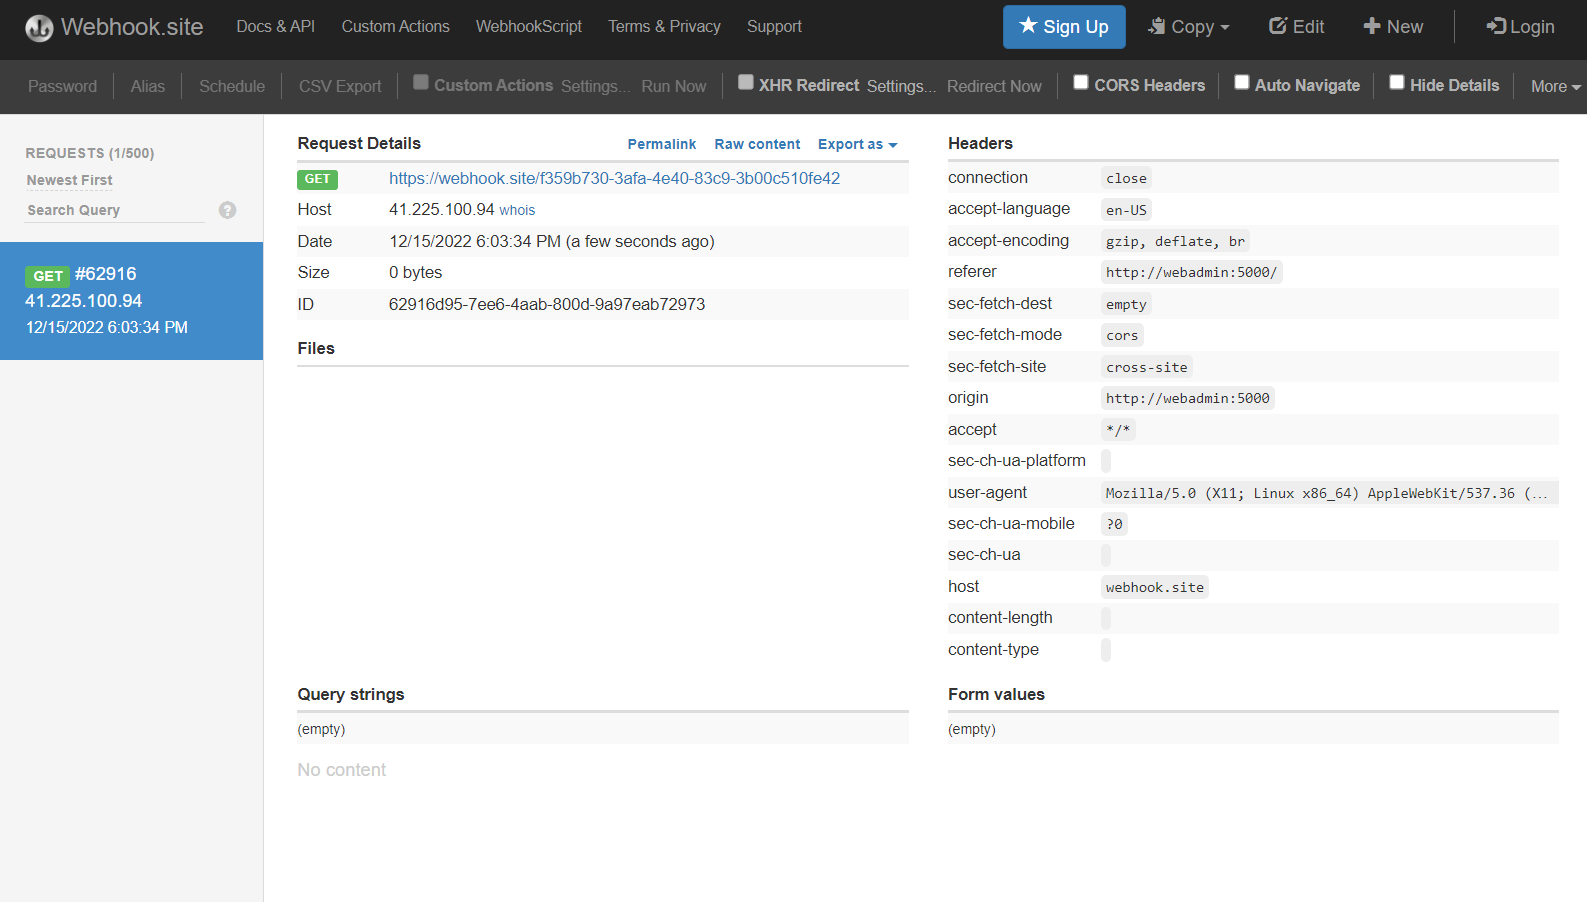 Webhook.site Docs & API Custom Actions WebhookScript Terms & Privacy Support Sign Up Copy Edit New Login
Password Alias Schedule CSV Export Custom Actions Settings... Run Now XHR Redirect Settings... Redirect Now CORS Headers Auto Navigate Hide Details More
REQUESTS (1/500)
Newest First
Search Query ?
GET #62916
41.225.100.94
12/15/2022 6:03:34 PM
Request Details Permalink Raw content Export as
GET https://webhook.site/f359b730-3afa-4e40-83c9-3b00c510fe42
Host 41.225.100.94 whois
Date 12/15/2022 6:03:34 PM (a few seconds ago)
Size 0 bytes
ID 62916d95-7ee6-4aab-800d-9a97eab72973
Files
Headers
connection close
accept-language en-US
accept-encoding gzip, deflate, br
referer http://webadmin:5000/
sec-fetch-dest empty
sec-fetch-mode cors
sec-fetch-site cross-site
origin http://webadmin:5000
accept */*
sec-ch-ua-platform
user-agent Mozilla/5.0 (X11; Linux x86_64) AppleWebKit/537.36 (...
sec-ch-ua-mobile ?0
sec-ch-ua
host webhook.site
content-length
content-type
Query strings
(empty)
No content
Form values
(empty)